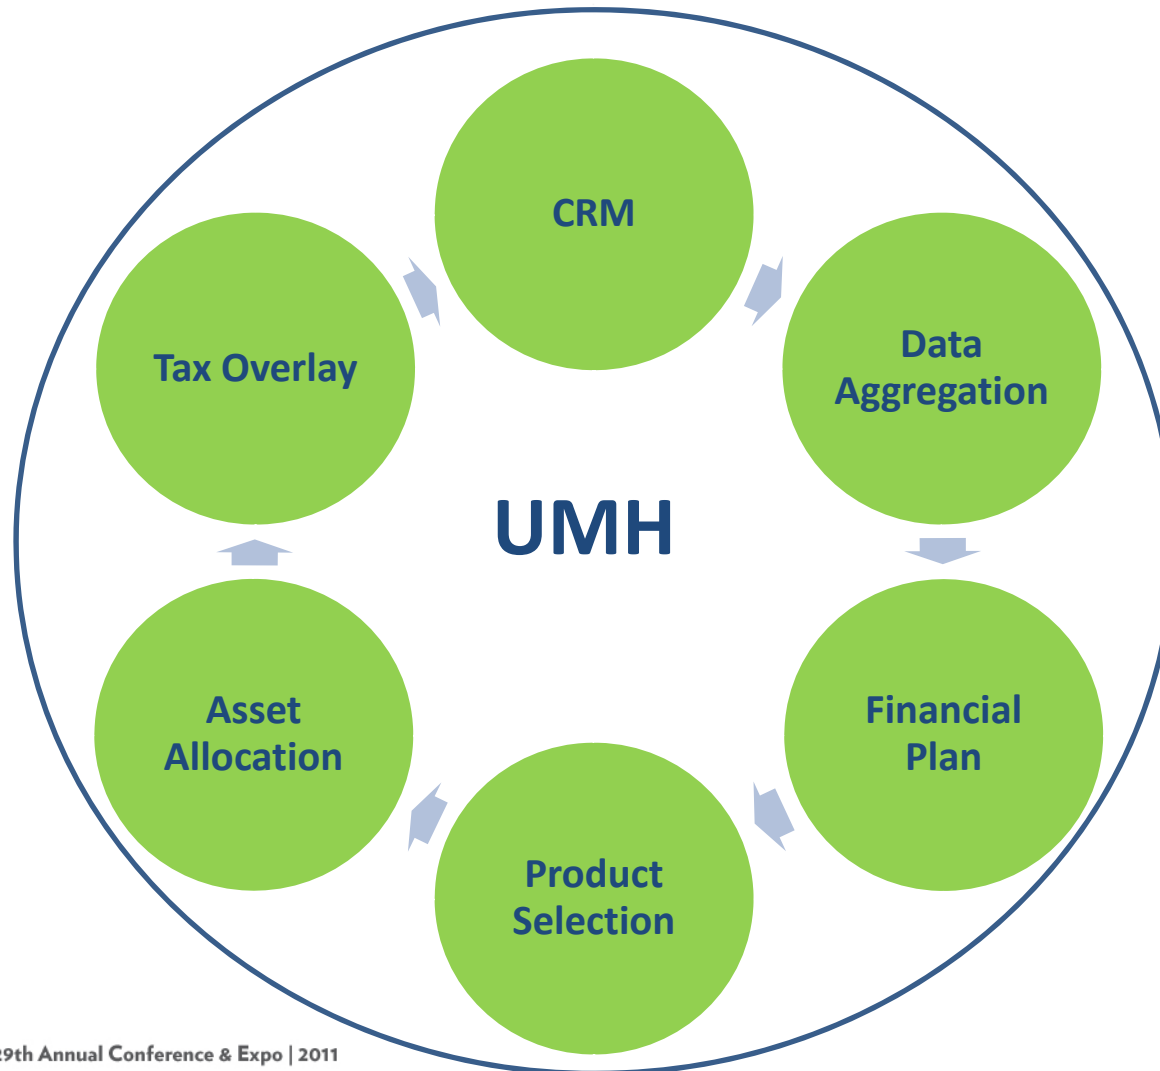 CRM
Data
Aggregation
Tax Overlay
UMH
Financial
Plan
Asset
Allocation
Product
Selection
29th Annual Conference & Expo | 2011